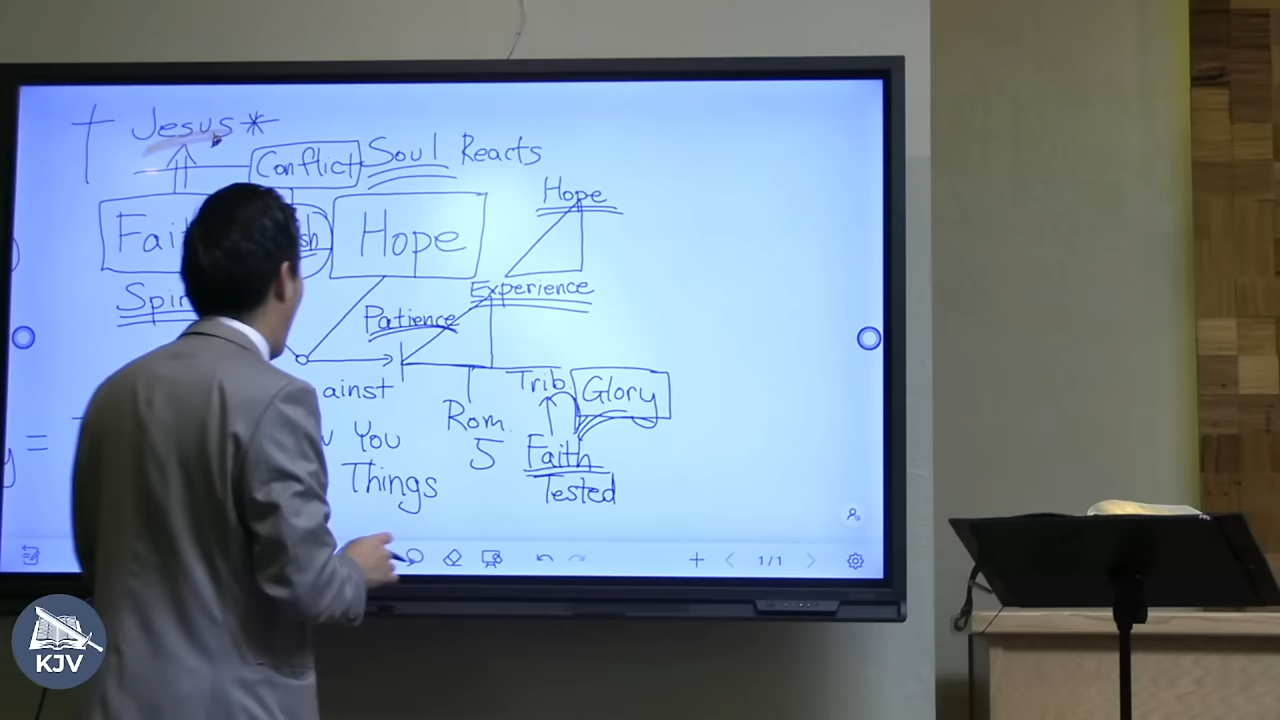 Jesus*
Conflict Soul Reacts
Hope
Hope
Experience
Patience
Trib Glory
Rom. 5
You
Faith
Things
Tested
1/1
KJV